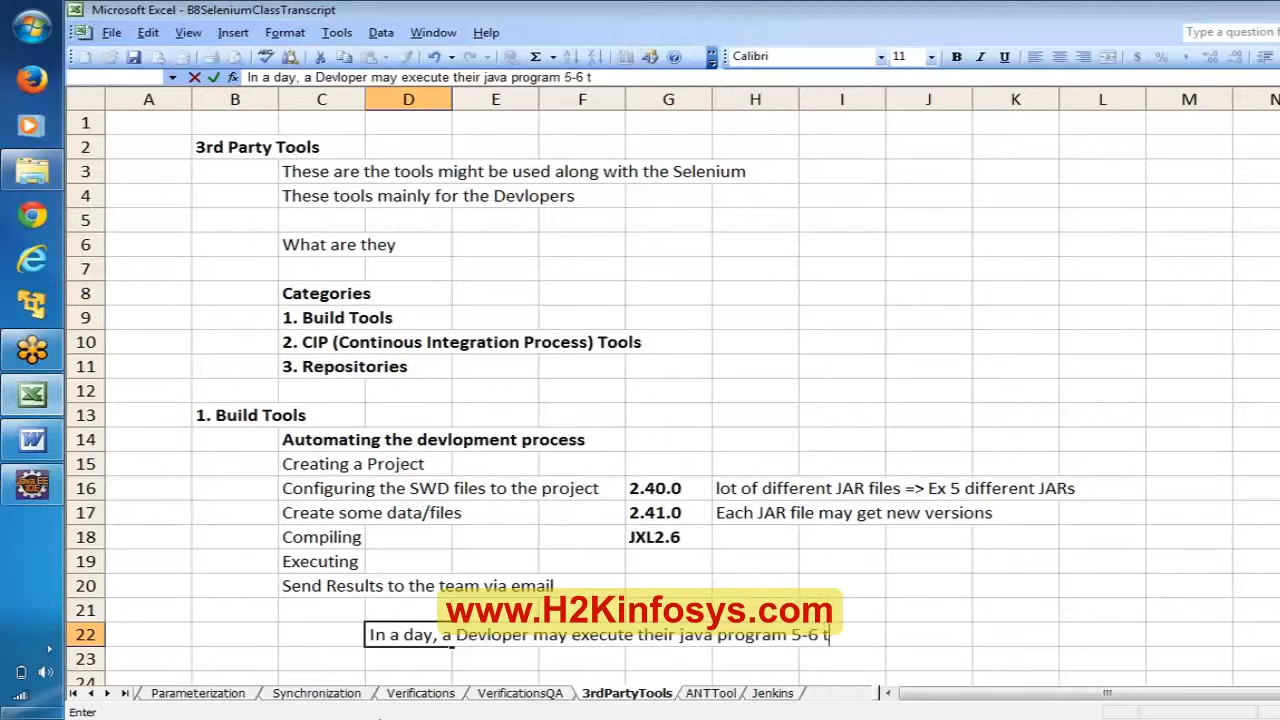 Microsoft Excel - B8SeleniumClassTranscript
File Edit View Insert Format Tools Data Window Help
Type a question f
Calibri 11 B I U
In a day, a Devloper may execute their java program 5-6 t
A B C D E F G H I J K L M N
1
2 3rd Party Tools
3 These are the tools might be used along with the Selenium
4 These tools mainly for the Devlopers
5
6 What are they
7
8 Categories
9 1. Build Tools
10 2. CIP (Continous Integration Process) Tools
11 3. Repositories
12
13 1. Build Tools
14 Automating the devlopment process
15 Creating a Project
16 Configuring the SWD files to the project 2.40.0 lot of different JAR files => Ex 5 different JARs
17 Create some data/files 2.41.0 Each JAR file may get new versions
18 Compiling JXL2.6
19 Executing
20 Send Results to the team via email
21
www.H2Kinfosys.com
22 In a day, a Devloper may execute their java program 5-6 t
23
24
Parameterization Synchronization Verifications VerificationsQA 3rdPartyTools ANTTool Jenkins
Enter